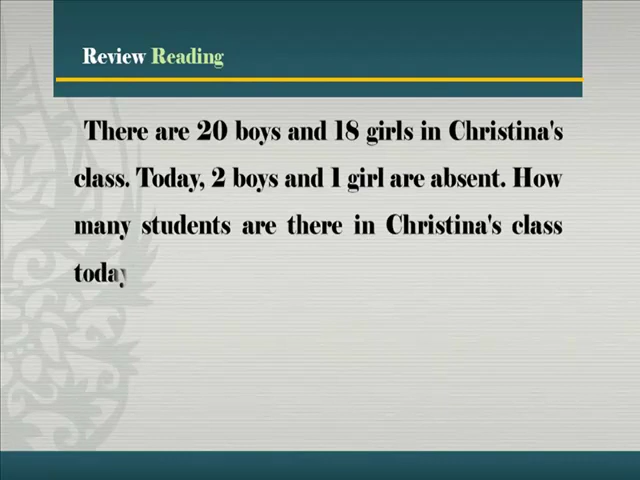 Review Reading
There are 20 boys and 18 girls in Christina's
class. Today, 2 boys and 1 girl are absent. How
many students are there in Christina's class
today